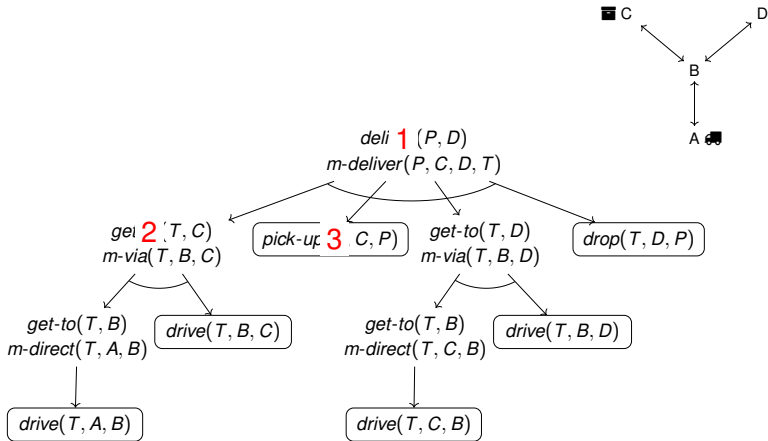 C
D
B
A
deli 1 (P, D)
m-deliver(P, C, D, T)
get 2 (T, C)
m-via(T, B, C)
pick-up 3 C, P)
get-to(T, D)
m-via(T, B, D)
drop(T, D, P)
get-to(T, B)
m-direct(T, A, B)
drive(T, B, C)
get-to(T, B)
m-direct(T, C, B)
drive(T, B, D)
drive(T, A, B)
drive(T, C, B)